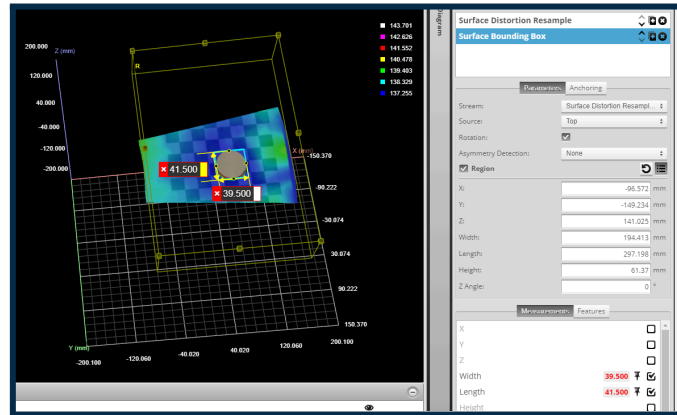 143.701
142.626
141.552
140.478
139.403
138.329
137.255
200.000 Z (mm)
120.000
40.000
-40.000
-120.000
-200.000
R
X (mm)
-150.370
-90.222
-30.074
30.074
90.222
150.370
Y (mm)
-200.100
-120.060
-40.020
40.020
120.060
200.100
× 41.500
× 39.500
Diagram
Surface Distortion Resample
Surface Bounding Box
Parameters Anchoring
Stream: Surface Distortion Resampl...
Source: Top
Rotation:
Asymmetry Detection: None
Region
X: -96.572 mm
Y: -149.234 mm
Z: 141.025 mm
Width: 194.413 mm
Length: 297.198 mm
Height: 61.37 mm
Z Angle: 0 °
Measurements Features
X
Y
Z
Width 39.500
Length 41.500
Height